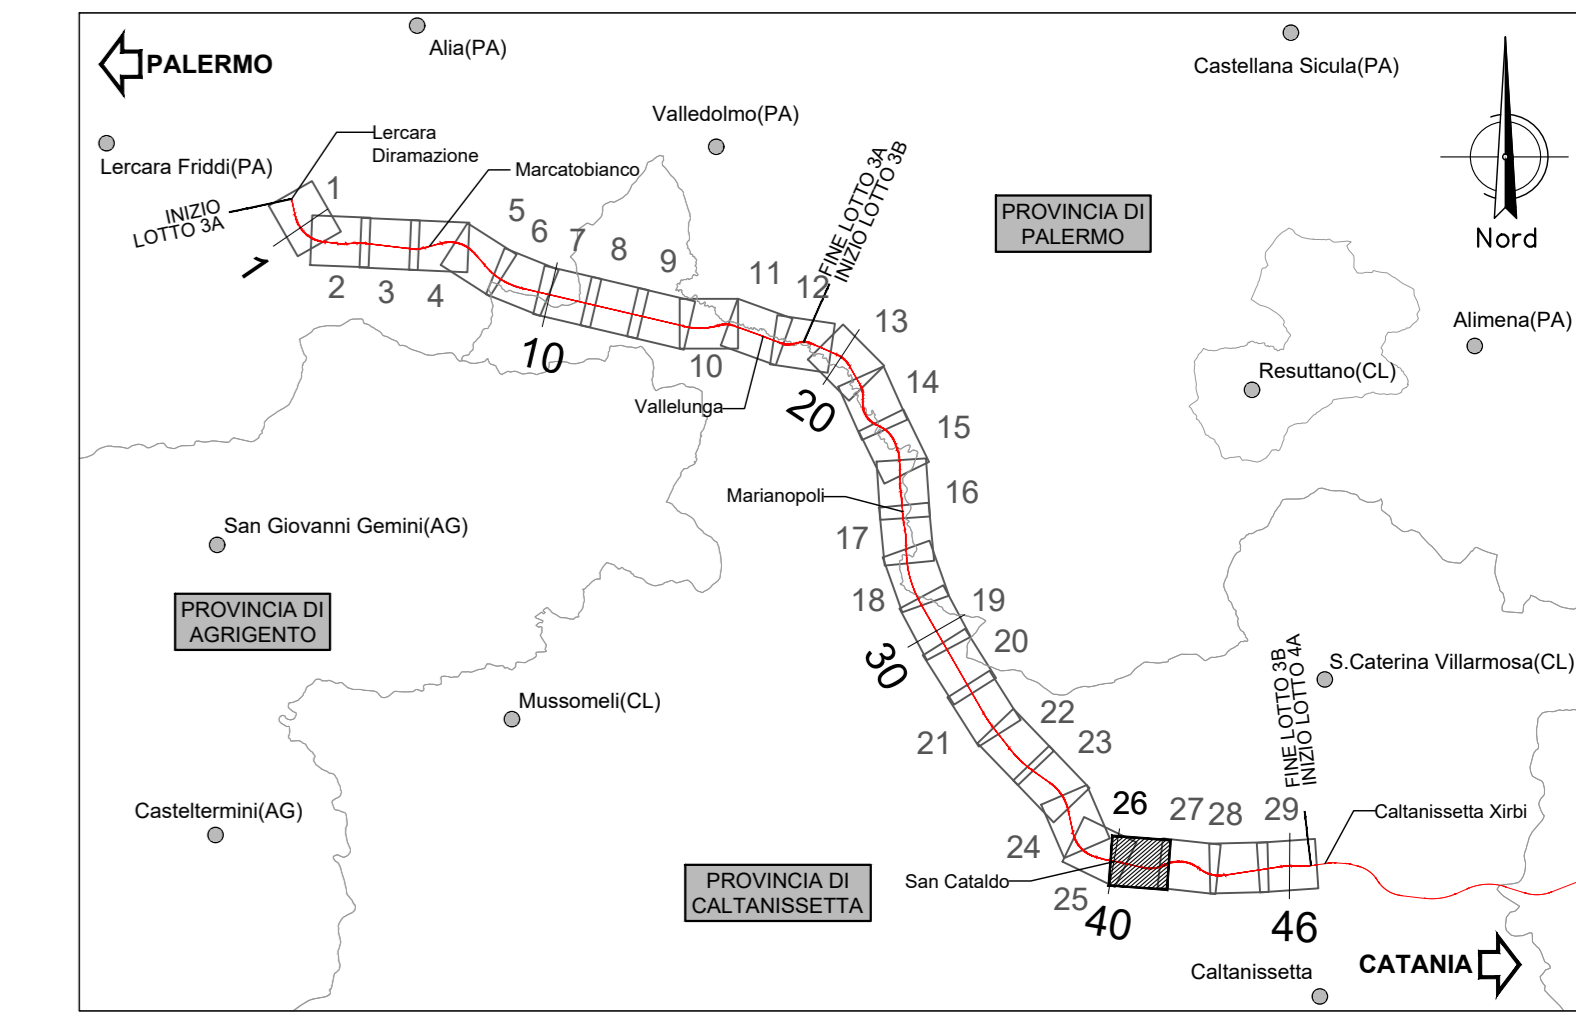 Alia(PA)
PALERMO
Castellana Sicula(PA)
Valledolmo(PA)
Lercara
Diramazione
Lercara Friddi(PA)
Marcatobianco
INIZIO
LOTTO 3A
FINE LOTTO 3A
INIZIO LOTTO 3B
PROVINCIA DI
PALERMO
Nord
1
1
2
3
4
5
6
7
8
9
10
10
11
12
13
14
15
16
17
18
19
20
20
21
22
23
24
25
26
27
28
29
30
40
46
Vallelunga
Alimena(PA)
Resuttano(CL)
Marianopoli
San Giovanni Gemini(AG)
PROVINCIA DI
AGRIGENTO
Mussomeli(CL)
S.Caterina Villarmosa(CL)
FINE LOTTO 3B
INIZIO LOTTO 4A
Casteltermini(AG)
Caltanissetta Xirbi
San Cataldo
PROVINCIA DI
CALTANISSETTA
CATANIA
Caltanissetta